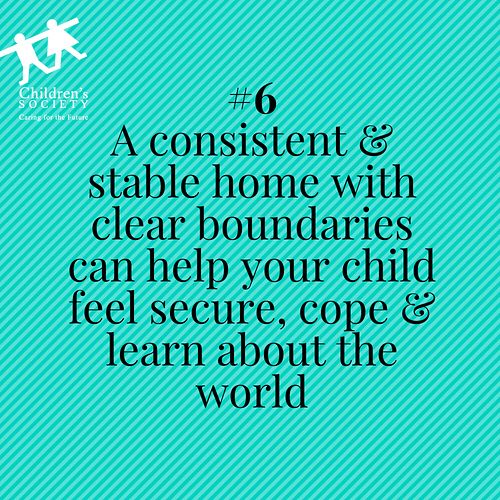 Children's
SOCIETY
Caring for the Future
#6
A consistent &
stable home with
clear boundaries
can help your child
feel secure, cope &
learn about the
world